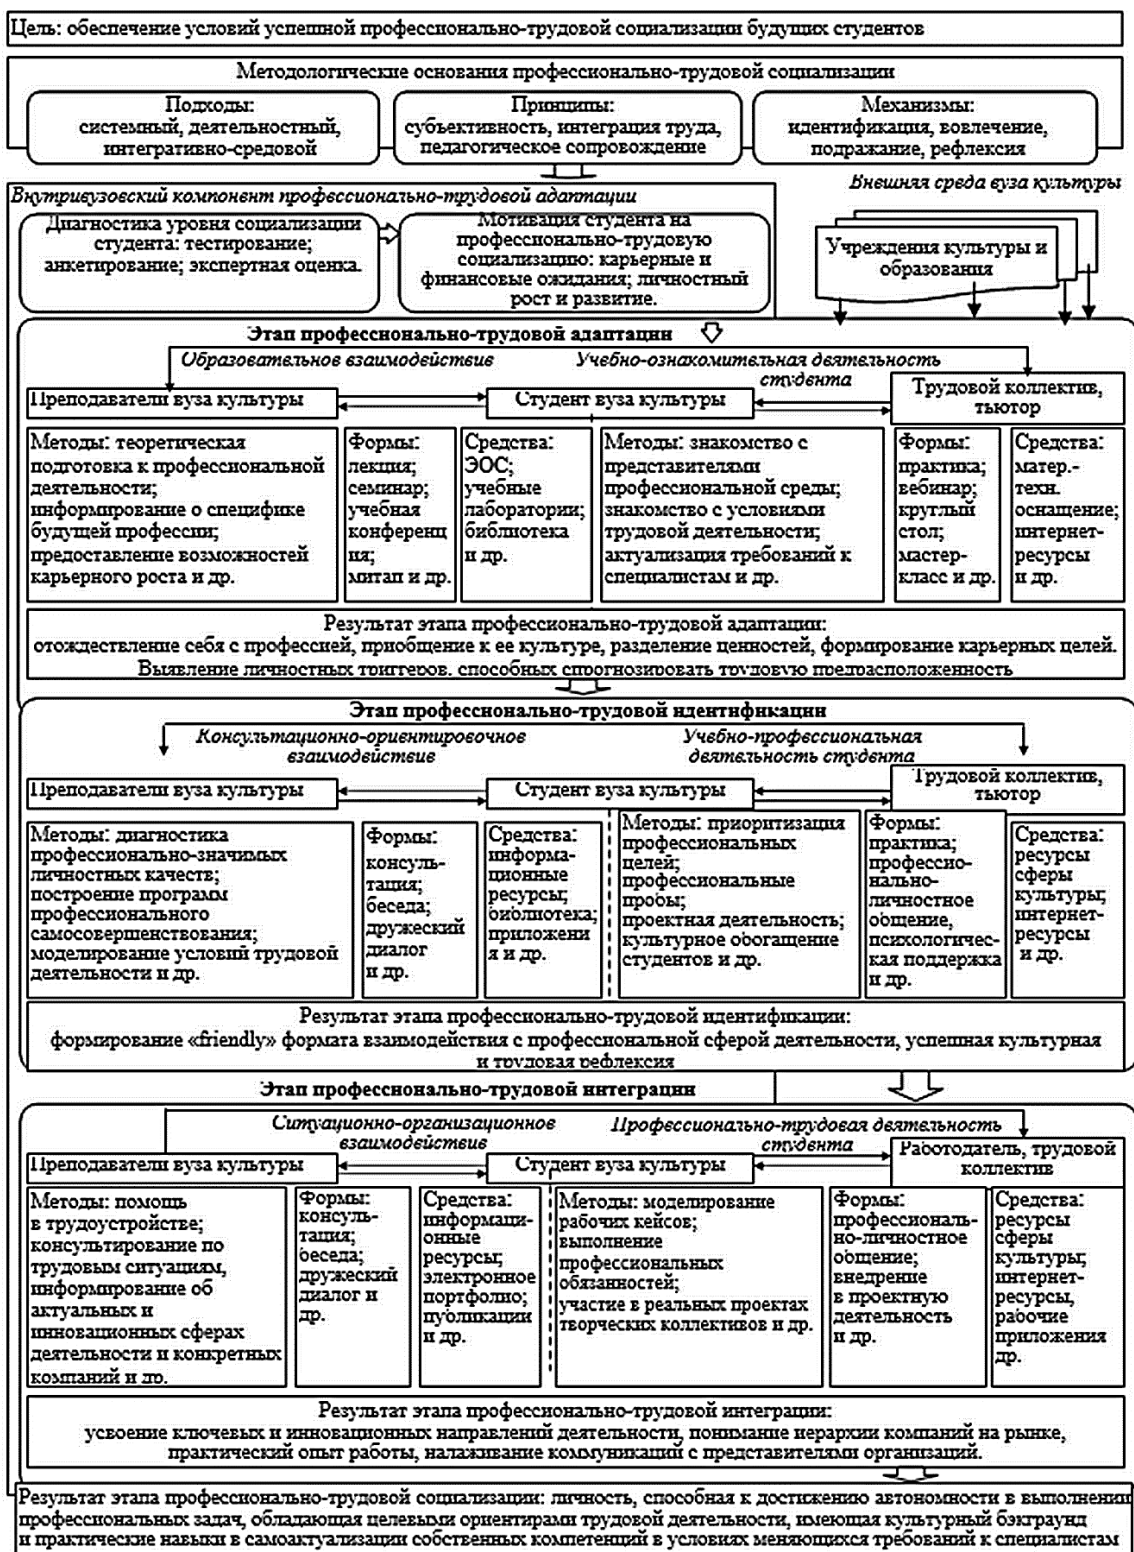 Цель: обеспечение условий успешной профессионально-трудовой социализации будущих студентов
Методологические основания профессионально-трудовой социализации
Подходы:
системный, деятельностный,
интегративно-средовой
Принципы:
субъективность, интеграция труда,
педагогическое сопровождение
Механизмы:
идентификация, вовлечение,
подражание, рефлексия
Внутривузовский компонент профессионально-трудовой адаптации
Внешняя среда вуза культуры
Диагностика уровня социализации
студента: тестирование;
анкетирование; экспертная оценка.
Мотивация студента на
профессионально-трудовую
социализацию: карьерные и
финансовые ожидания; личностный
рост и развитие.
Учреждения культуры и
образования
Этап профессионально-трудовой адаптации
Образовательное взаимодействие
Учебно-ознакомительная деятельность
студента
Преподаватели вуза культуры
Студент вуза культуры
Трудовой коллектив,
тьютор
Методы: теоретическая
подготовка к профессиональной
деятельности;
информирование о специфике
будущей профессии;
предоставление возможностей
карьерного роста и др.
Формы:
лекция;
семинар;
учебная
конференц
ия;
митап и др.
Средства:
ЭОС;
учебные
лаборатории;
библиотека
и др.
Методы: знакомство с
представителями
профессиональной среды;
знакомство с условиями
трудовой деятельности;
актуализация требований к
специалистам и др.
Формы:
практика;
вебинар;
круглый
стол;
мастер-
класс и др.
Средства:
матер.-
техн.
оснащение;
интернет-
ресурсы
и др.
Результат этапа профессионально-трудовой адаптации:
отождествление себя с профессией, приобщение к ее культуре, разделение ценностей, формирование карьерных целей.
Выявление личностных триггеров, способных спрогнозировать трудовую предрасположенность
Этап профессионально-трудовой идентификации
Консультационно-ориентировочное
взаимодействие
Учебно-профессиональная
деятельность студента
Преподаватели вуза культуры
Студент вуза культуры
Трудовой коллектив,
тьютор
Методы: диагностика
профессионально-значимых
личностных качеств;
построение программ
профессионального
самосовершенствования;
моделирование условий трудовой
деятельности и др.
Формы:
консуль-
тация;
беседа;
дружеский
диалог
и др.
Средства:
информа-
ционные
ресурсы;
библиотека;
приложени
я и др.
Методы: приоритизация
профессиональных
целей;
профессиональные
пробы;
проектная деятельность;
культурное обогащение
студентов и др.
Формы:
практика;
профессио-
нально-
личностное
общение,
психологичес-
кая поддержка
и др.
Средства:
ресурсы
сферы
культуры;
интернет-
ресурсы
и др.
Результат этапа профессионально-трудовой идентификации:
формирование «friendly» формата взаимодействия с профессиональной сферой деятельности, успешная культурная
и трудовая рефлексия
Этап профессионально-трудовой интеграции
Ситуационно-организационное
взаимодействие
Профессионально-трудовая деятельность
студента
Преподаватели вуза культуры
Студент вуза культуры
Работодатель, трудовой
коллектив
Методы: помощь
в трудоустройстве;
консультирование по
трудовым ситуациям,
информирование об
актуальных и
инновационных сферах
деятельности и конкретных
компаний и др.
Формы:
консуль-
тация;
беседа;
дружеский
диалог и
др.
Средства:
информаци-
онные
ресурсы;
электронное
портфолио;
публикации
и др.
Методы: моделирование
рабочих кейсов;
выполнение
профессиональных
обязанностей;
участие в реальных проектах
творческих коллективов и др.
Формы:
профессиональ-
но-личностное
общение;
внедрение
в проектную
деятельность
и др.
Средства:
ресурсы
сферы
культуры;
интернет-
ресурсы,
рабочие
приложения
др.
Результат этапа профессионально-трудовой интеграции:
усвоение ключевых и инновационных направлений деятельности, понимание иерархии компаний на рынке,
практический опыт работы, налаживание коммуникаций с представителями организаций.
Результат этапа профессионально-трудовой социализации: личность, способная к достижению автономности в выполнении
профессиональных задач, обладающая целевыми ориентирами трудовой деятельности, имеющая культурный бэкграунд
и практические навыки в самоактуализации собственных компетенций в условиях меняющихся требований к специалистам